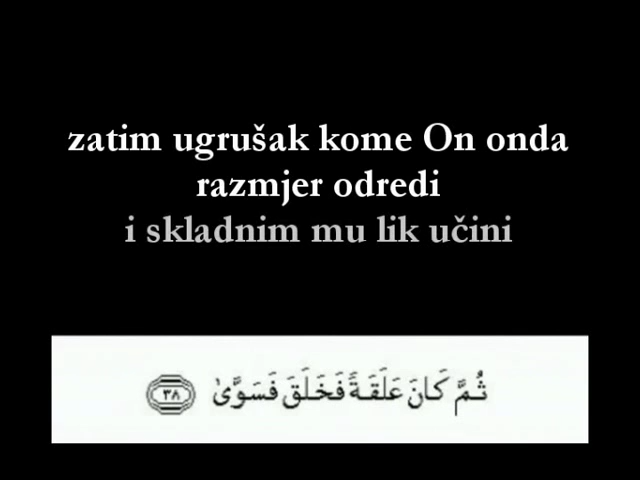 zatim ugrušak kome On onda
razmjer odredi
i skladnim mu lik učini
ثُمَّ كَانَ عَلَقَةً فَخَلَقَ فَسَوَّىٰ ٣٨